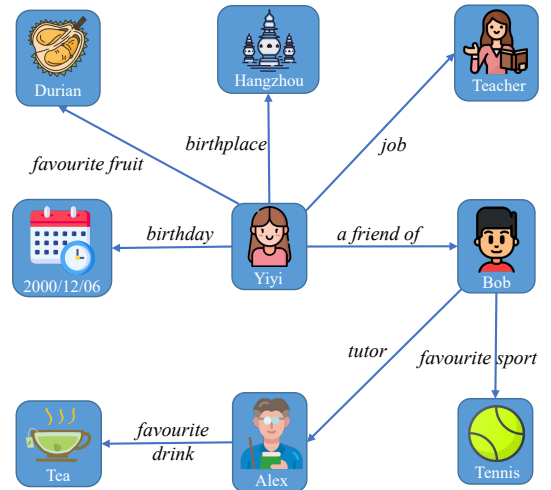 Durian
Hangzhou
Teacher
favourite fruit
birthplace
job
birthday
a friend of
2000/12/06
Yiyi
Bob
tutor
favourite sport
favourite
drink
Tea
Alex
Tennis